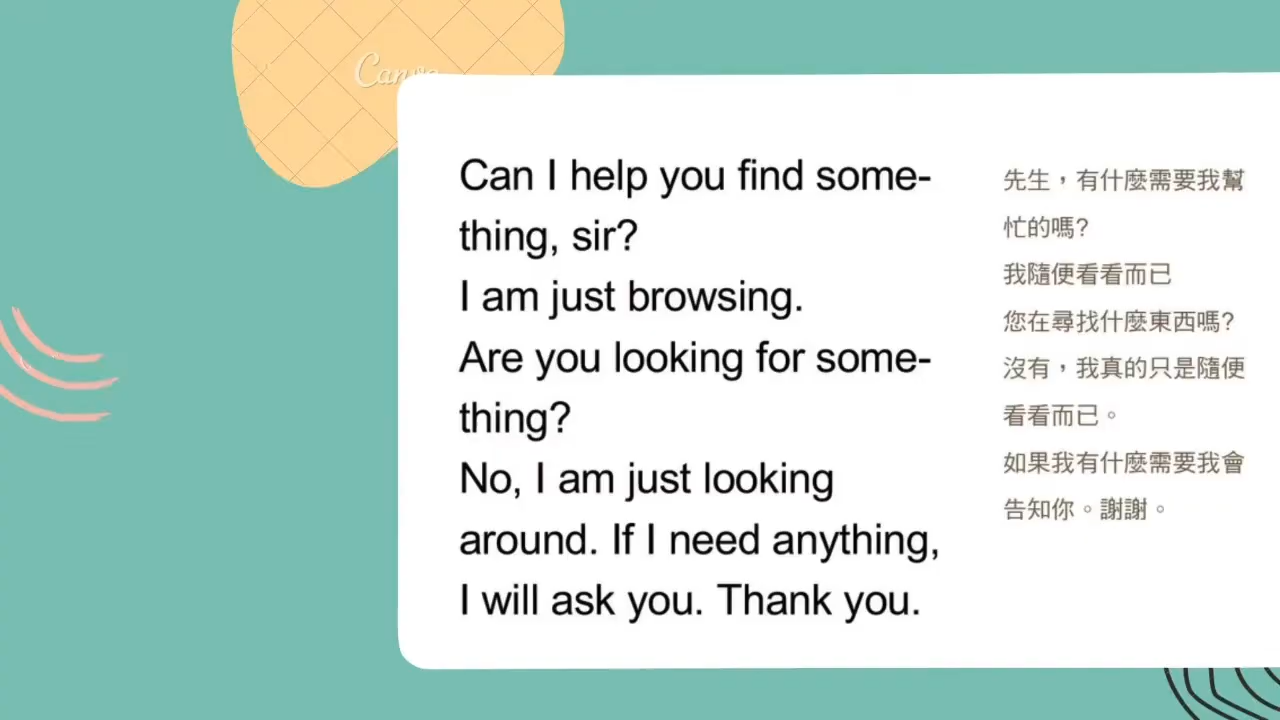 Canva
Can I help you find some-
thing, sir?
I am just browsing.
Are you looking for some-
thing?
No, I am just looking
around. If I need anything,
I will ask you. Thank you.
先生，有什麼需要我幫
忙的嗎?
我隨便看看而已
您在尋找什麼東西嗎?
沒有，我真的只是隨便
看看而已。
如果我有什麼需要我會
告知你。謝謝。